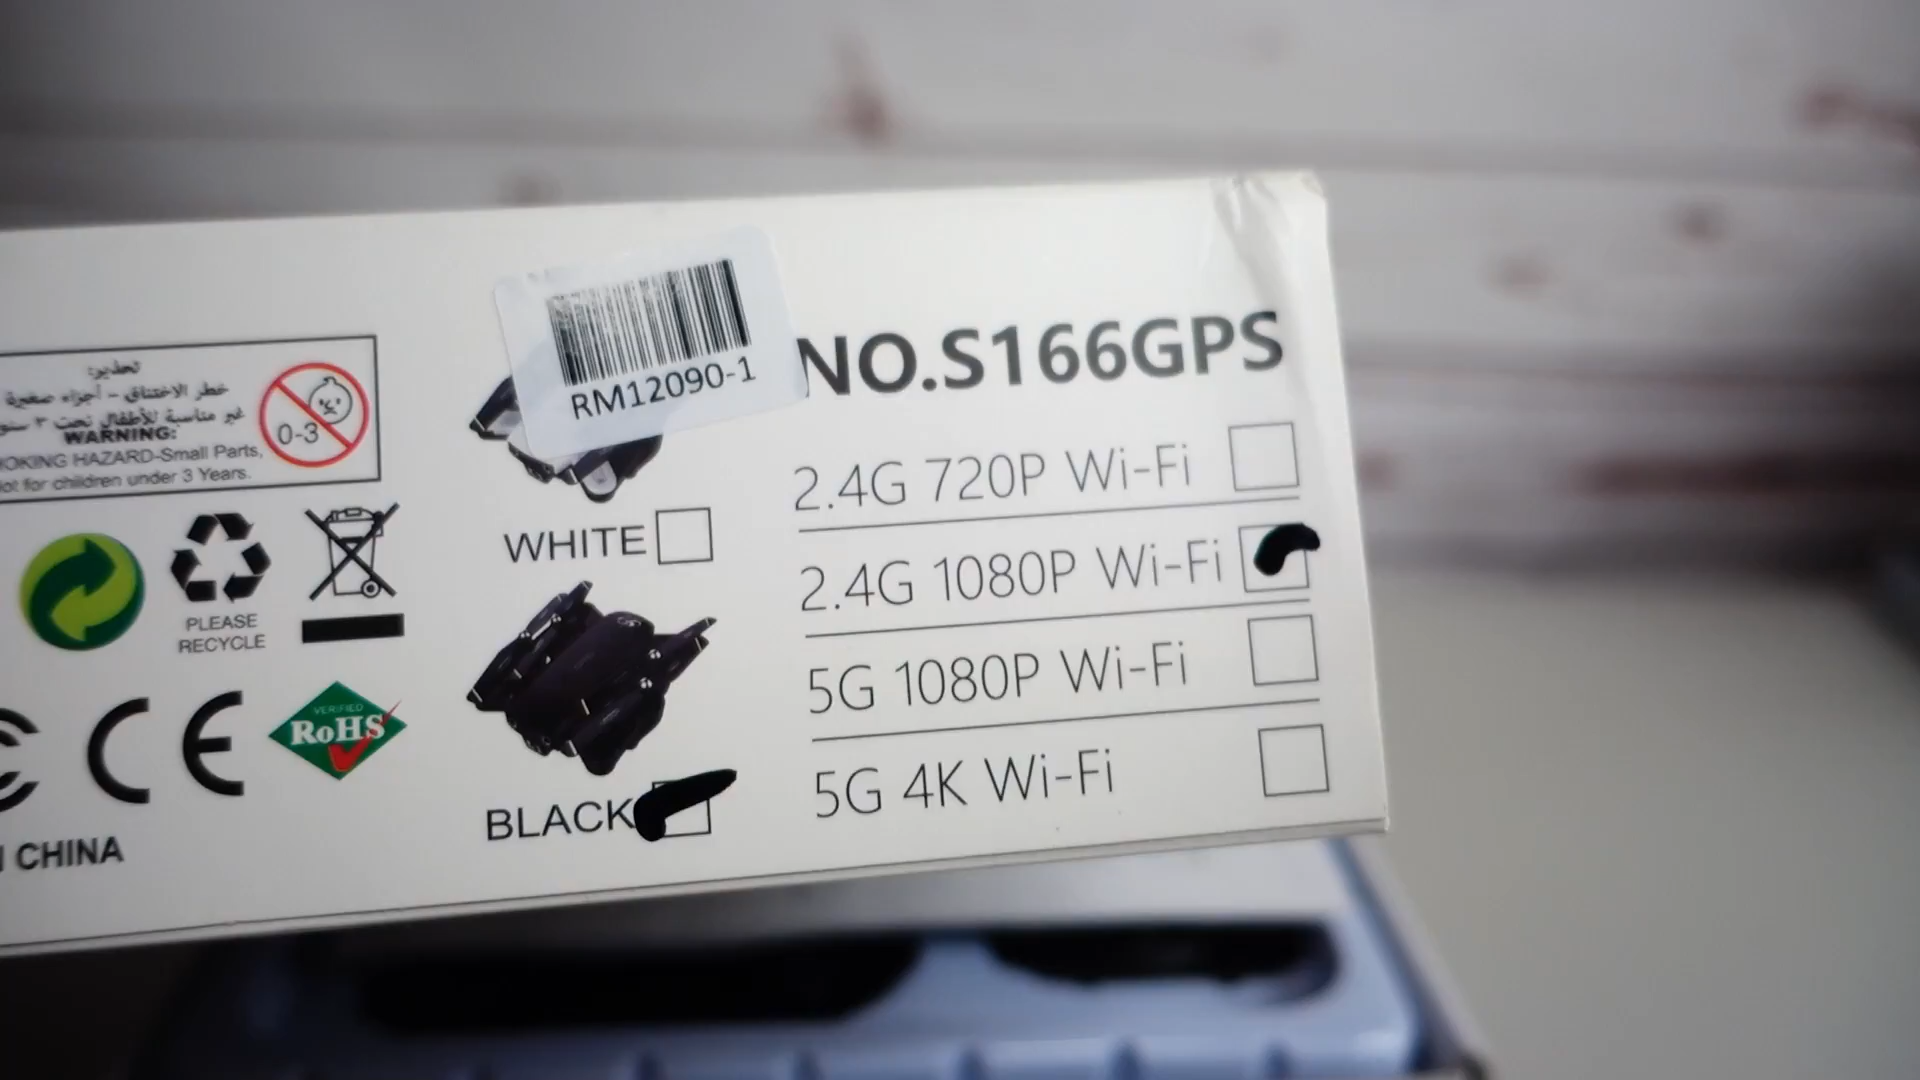 تحذير:
خطر الاختناق - أجزاء صغيرة
غير مناسبة للأطفال تحت ٣
WARNING:
HAZARD-Small Parts,
for children under 3 Years.
0-3
PLEASE
RECYCLE
CE
VERIFIED
RoHS
CHINA
RM12090-1
WHITE
BLACK
NO.S166GPS
2.4G 720P Wi-Fi
2.4G 1080P Wi-Fi
5G 1080P Wi-Fi
5G 4K Wi-Fi